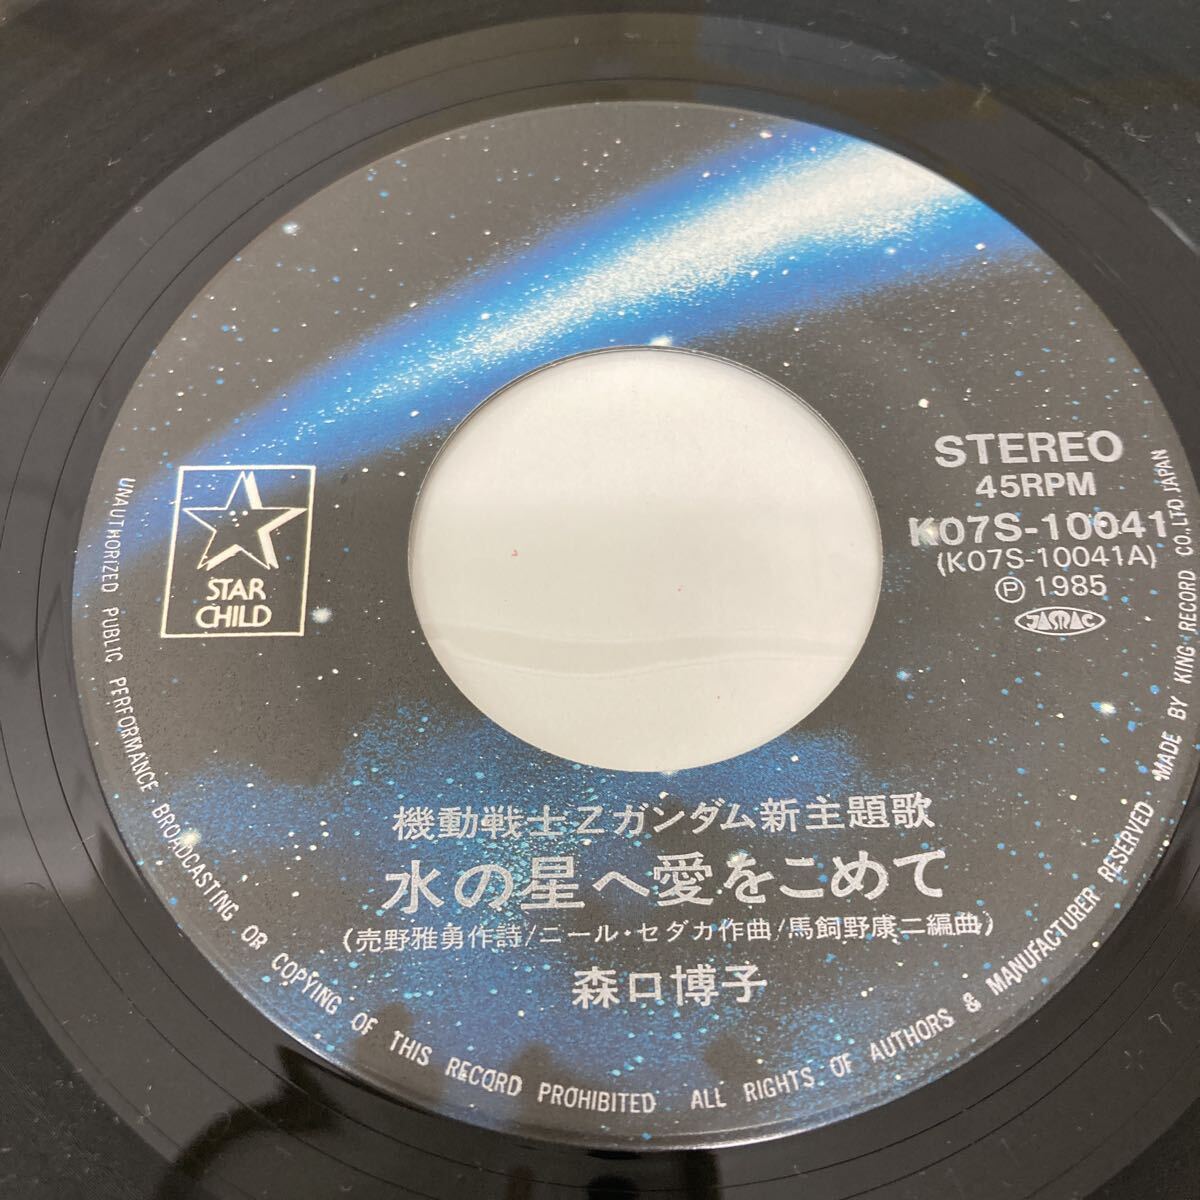 STAR
CHILD
STEREO
45RPM
K07S-10041
(K07S-10041A)
Ⓟ 1985
JASRAC
機動戦士Zガンダム新主題歌
水の星へ愛をこめて
(売野雅勇作詩/ニール・セダカ作曲/馬飼野康二編曲)
森口博子
UNAUTHORIZED PUBLIC PERFORMANCE BROADCASTING OR COPYING OF THIS RECORD PROHIBITED ALL RIGHTS OF AUTHORS & MANUFACTURER RESERVED MADE BY KING RECORD CO., LTD. JAPAN